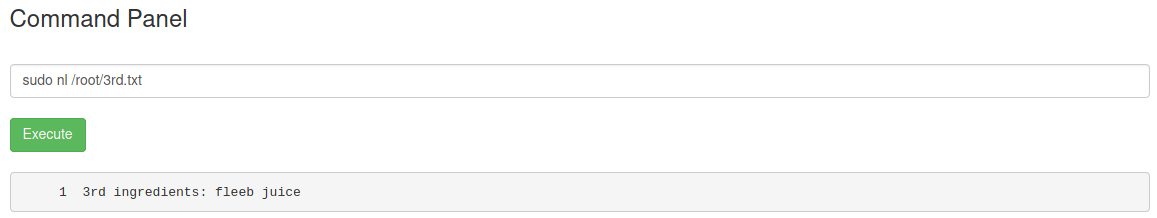 Command Panel
sudo nl /root/3rd.txt
Execute
1 3rd ingredients: fleeb juice